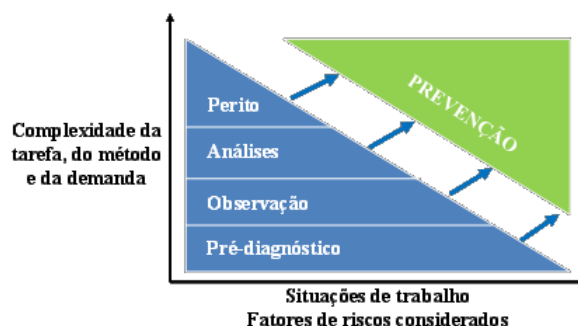 Complexidade da
tarefa, do método
e da demanda
Perito
Análises
Observação
Pré-diagnóstico
PREVENÇÃO
Situações de trabalho
Fatores de riscos considerados